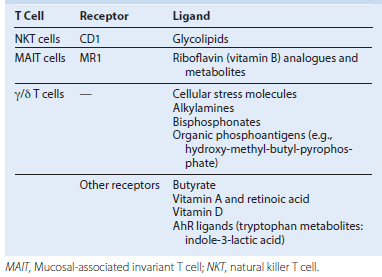 T Cell Receptor Ligand
NKT cells CD1 Glycolipids
MAIT cells MR1 Riboflavin (vitamin B) analogues and
metabolites
γ/δ T cells — Cellular stress molecules
Alkylamines
Bisphosphonates
Organic phosphoantigens (e.g.,
hydroxy-methyl-butyl-pyrophos-
phate)
Other receptors Butyrate
Vitamin A and retinoic acid
Vitamin D
AhR ligands (tryptophan metabolites:
indole-3-lactic acid)
MAIT, Mucosal-associated invariant T cell; NKT, natural killer T cell.